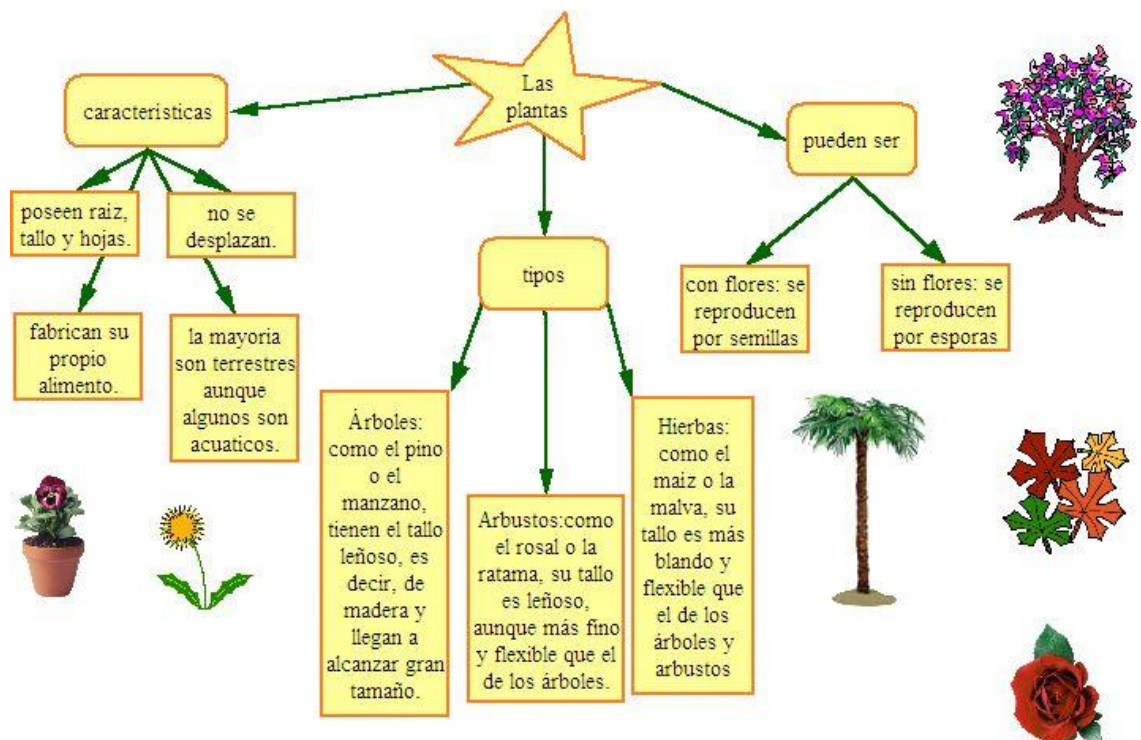 Las
plantas
características
poseen raiz,
tallo y hojas.
no se
desplazan.
fabrican su
propio
alimento.
la mayoria
son terrestres
aunque
algunos son
acuaticos.
tipos
Árboles:
como el pino
o el
manzano,
tienen el tallo
leñoso, es
decir, de
madera y
llegan a
alcanzar gran
tamaño.
Arbustos:como
el rosal o la
ratama, su tallo
es leñoso,
aunque más fino
y flexible que el
de los árboles.
Hierbas:
como el
maiz o la
malva, su
tallo es más
blando y
flexible que
el de los
árboles y
arbustos
pueden ser
con flores: se
reproducen
por semillas
sin flores: se
reproducen
por esporas